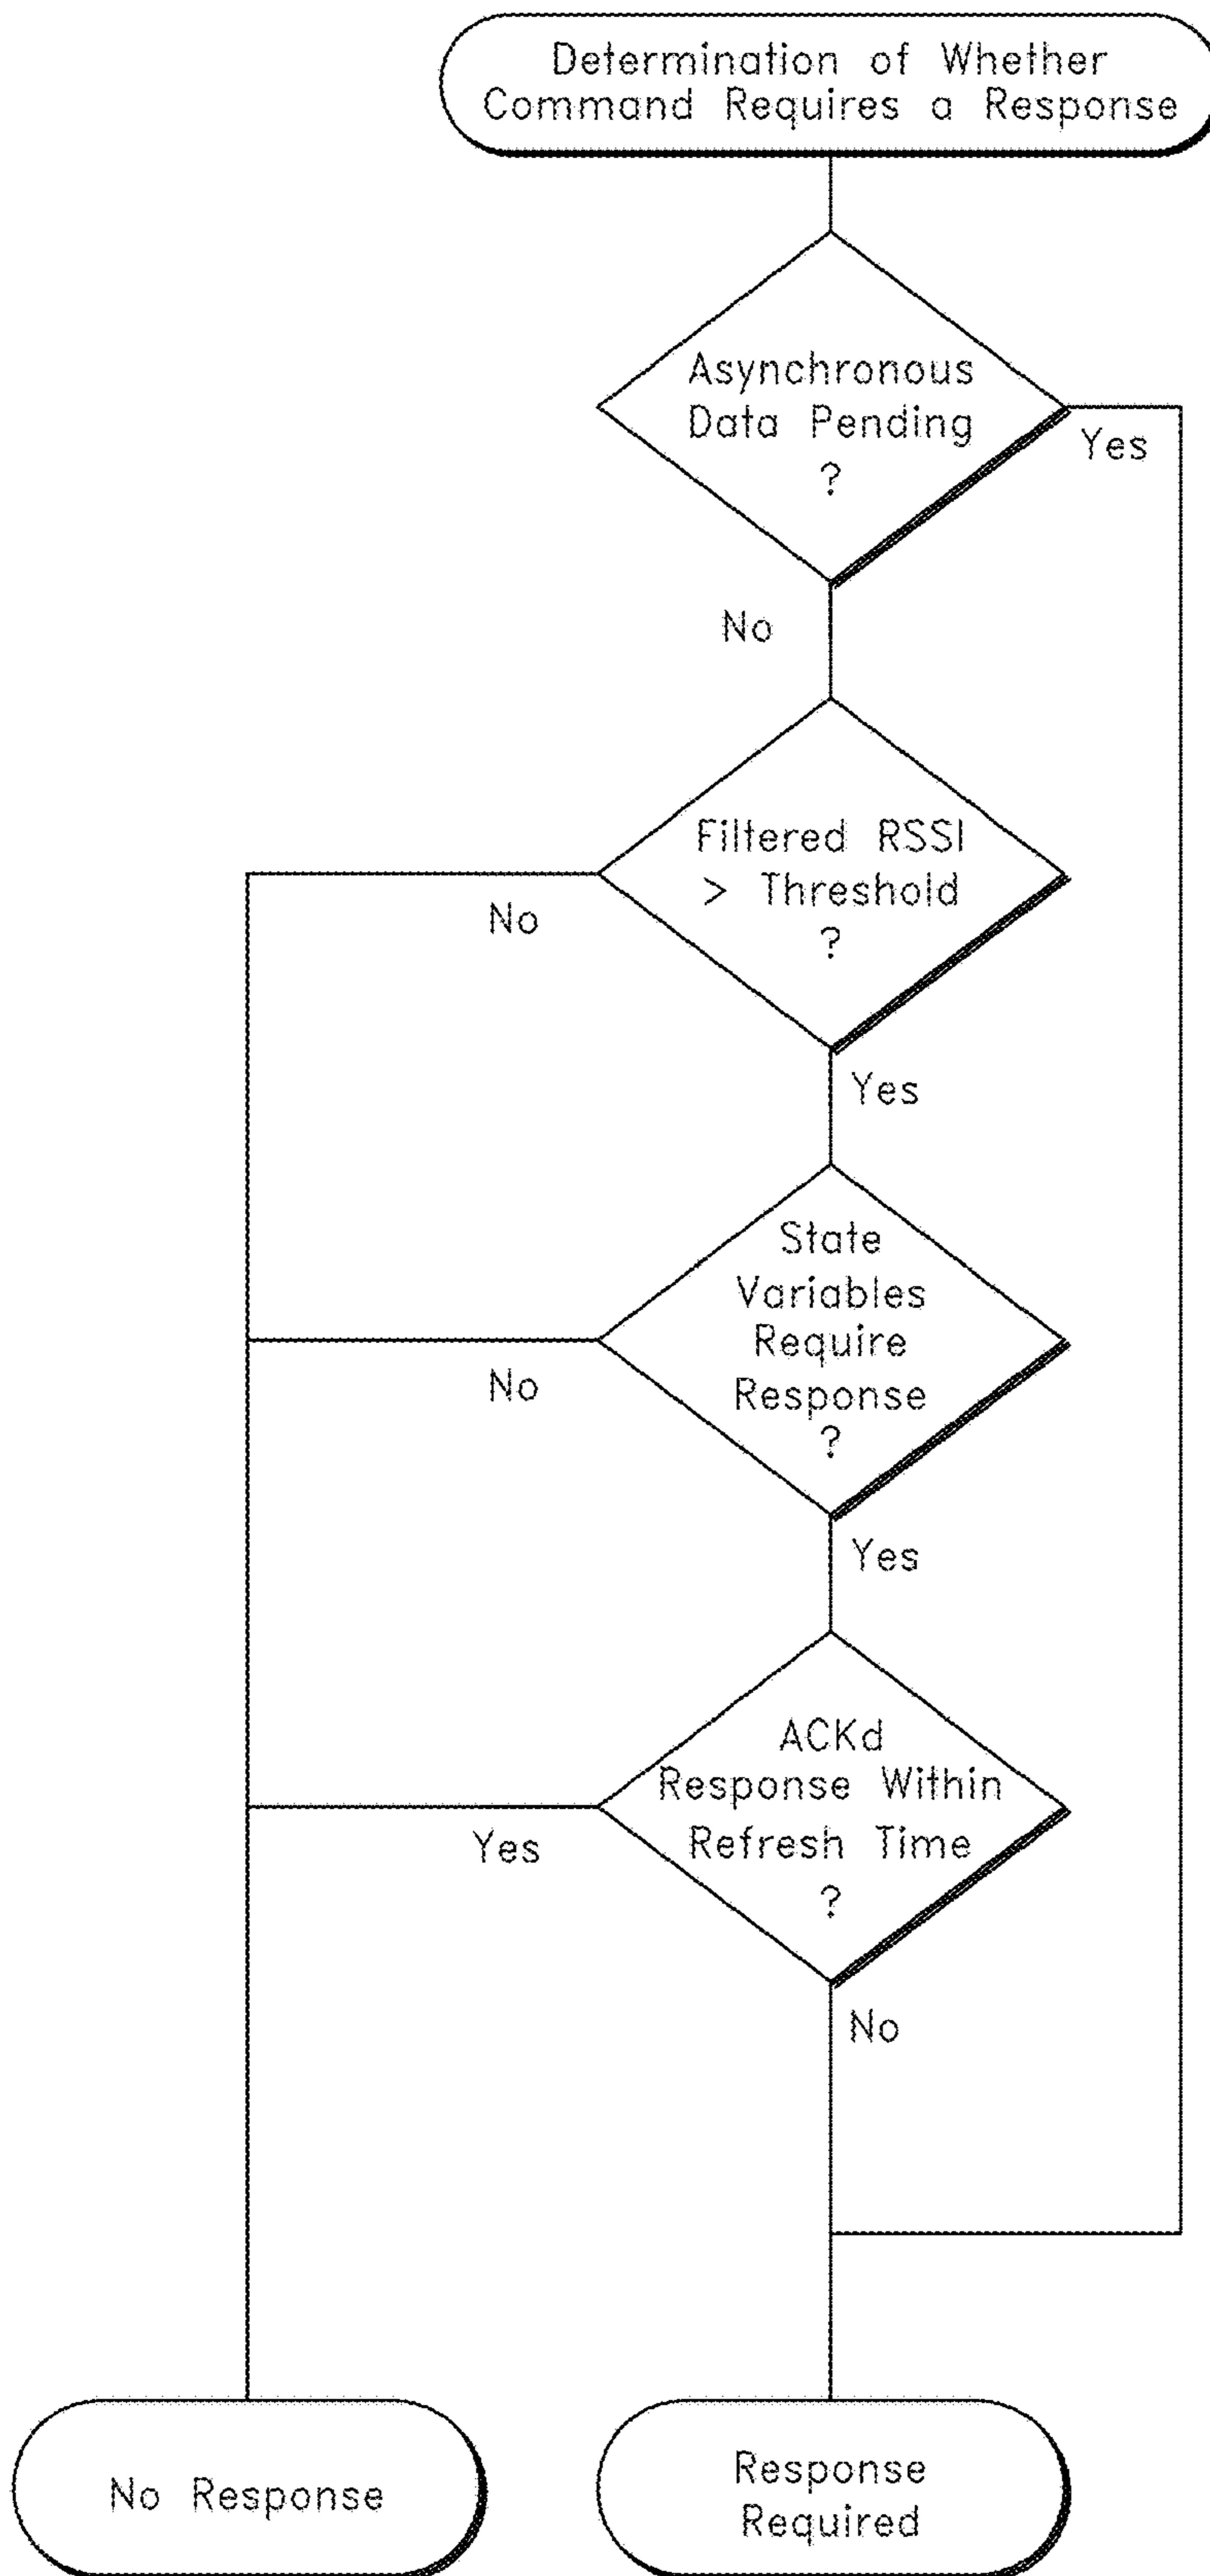 Determination of Whether
Command Requires a Response
Asynchronous
Data Pending
?
Yes
No
Filtered RSSI
> Threshold
?
No
Yes
State
Variables
Require
Response
?
No
Yes
ACKd
Response Within
Refresh Time
?
Yes
No
No Response
Response
Required